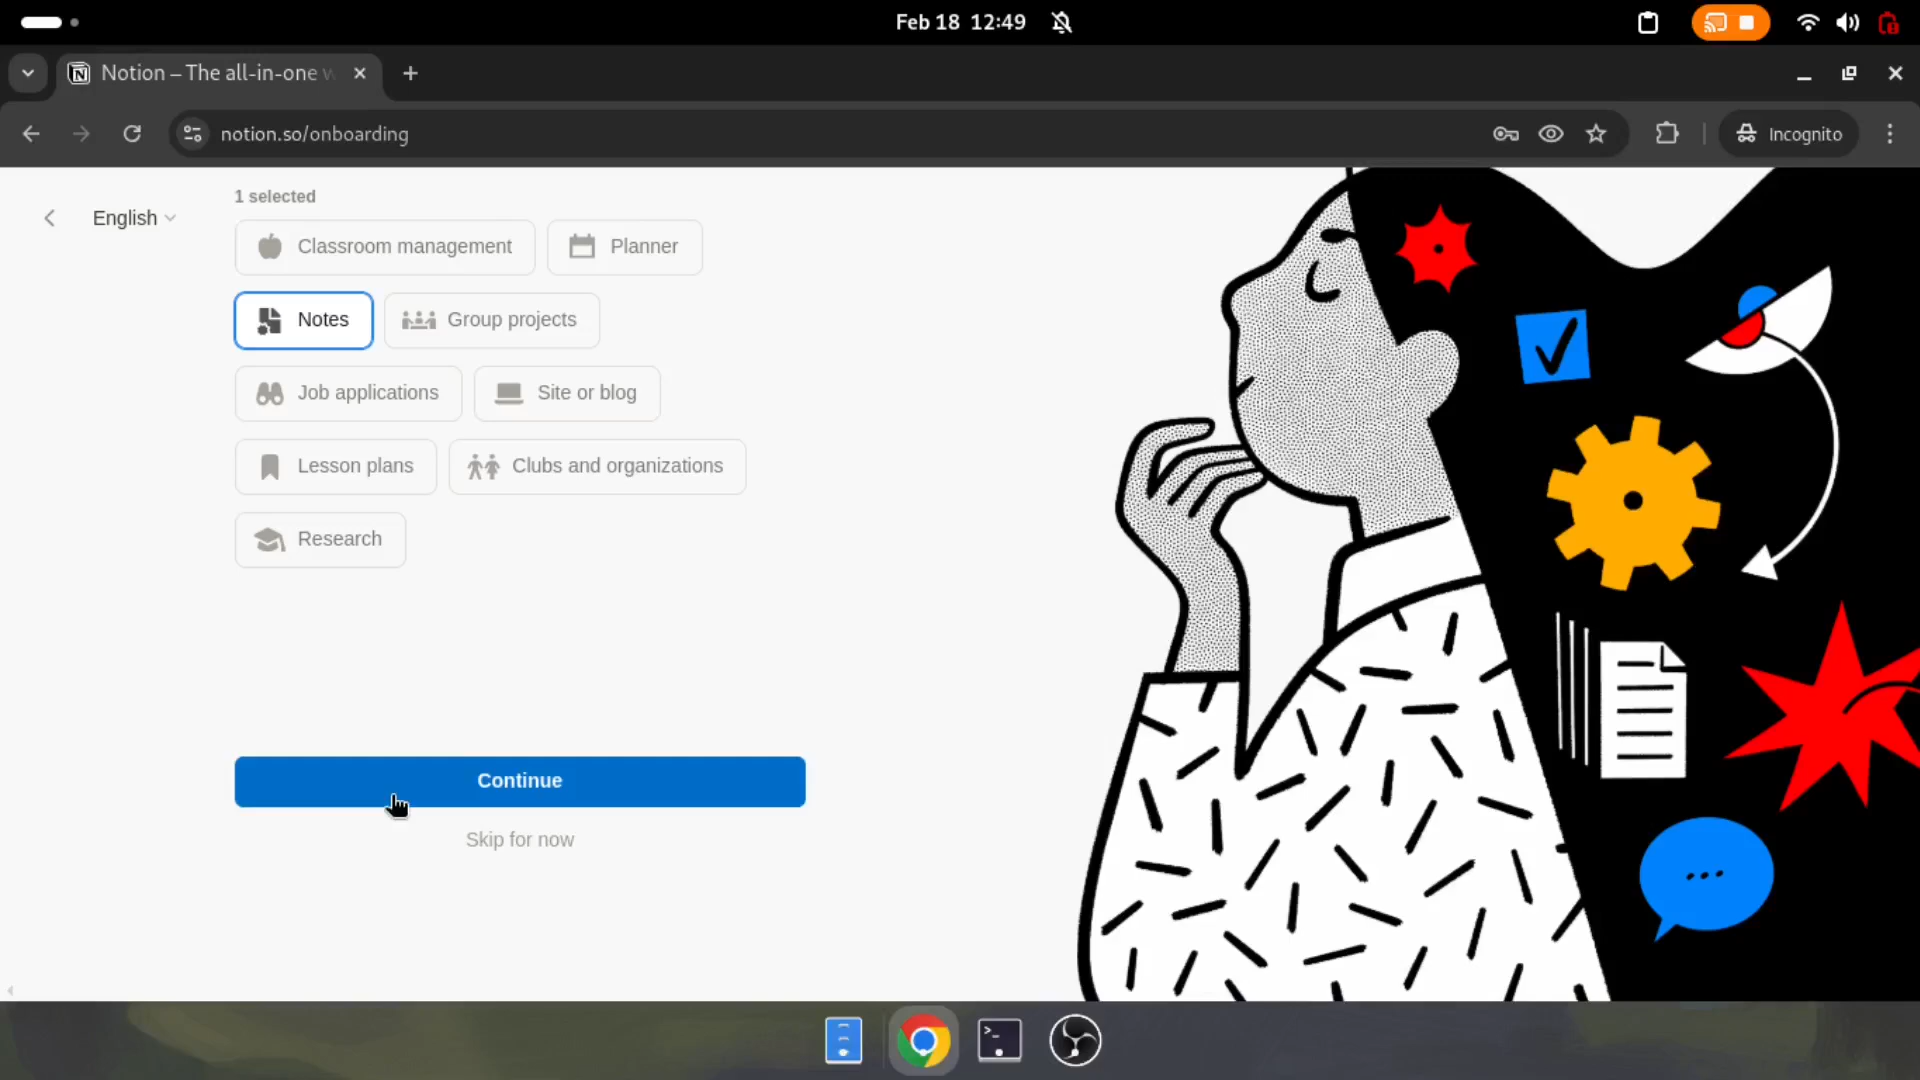 Feb 18 12:49
Notion – The all-in-one w
notion.so/onboarding
Incognito
English
1 selected
Classroom management
Planner
Notes
Group projects
Job applications
Site or blog
Lesson plans
Clubs and organizations
Research
Continue
Skip for now